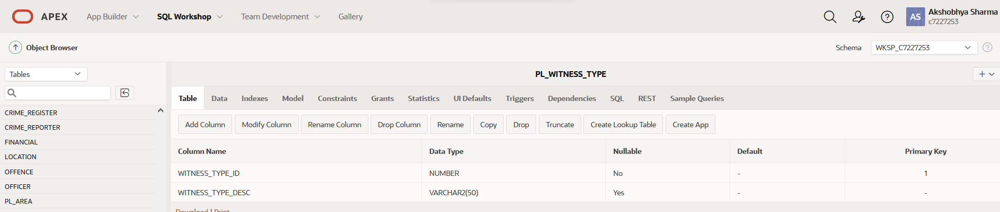 APEX App Builder SQL Workshop Team Development Gallery AS Akshobhya Sharma
c7227253
Object Browser Schema WKSP_C7227253
Tables PL_WITNESS_TYPE
Table Data Indexes Model Constraints Grants Statistics UI Defaults Triggers Dependencies SQL REST Sample Queries
CRIME_REGISTER
CRIME_REPORTER
FINANCIAL
LOCATION
OFFENCE
OFFICER
PL_AREA
Add Column Modify Column Rename Column Drop Column Rename Copy Drop Truncate Create Lookup Table Create App
Column Name Data Type Nullable Default Primary Key
WITNESS_TYPE_ID NUMBER No - 1
WITNESS_TYPE_DESC VARCHAR2(50) Yes - -
Download | Print